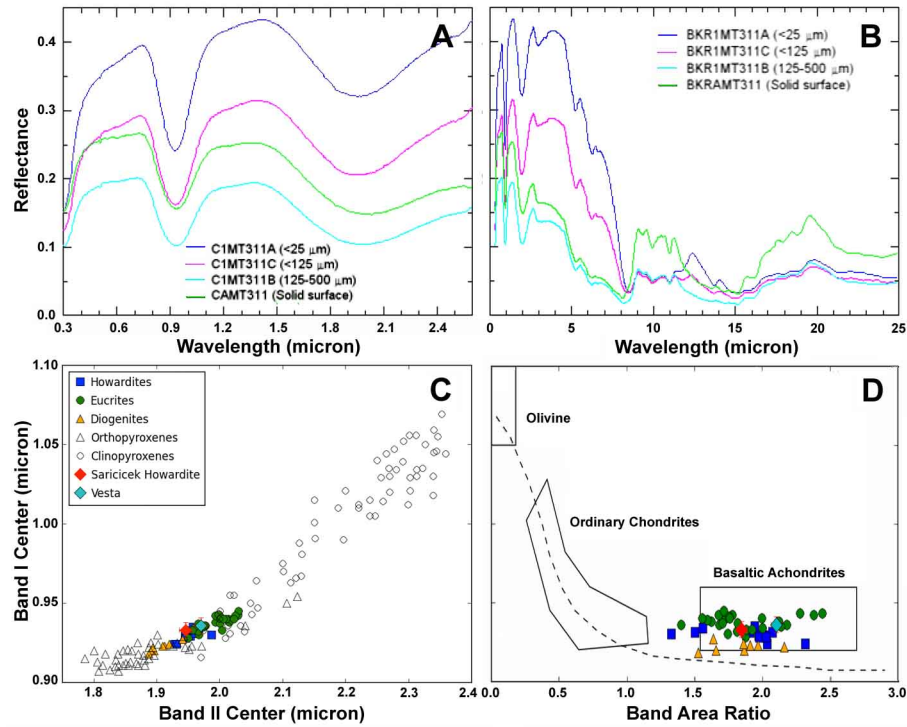 A
0.4
0.3
0.2
0.1
0.0
Reflectance
C1MT311A (<25 μm)
C1MT311C (<125 μm)
C1MT311B (125-500 μm)
CAMT311 (Solid surface)
0.3 0.6 0.9 1.2 1.5 1.8 2.1 2.4
Wavelength (micron)
B
BKR1MT311A (<25 μm)
BKR1MT311C (<125 μm)
BKR1MT311B (125-500 μm)
BKRAMT311 (Solid surface)
0 5 10 15 20 25
Wavelength (micron)
C
1.10
1.05
1.00
0.95
0.90
Band I Center (micron)
Howardites
Eucrites
Diogenites
Orthopyroxenes
Clinopyroxenes
Saricicek Howardite
Vesta
1.8 1.9 2.0 2.1 2.2 2.3 2.4
Band II Center (micron)
D
Olivine
Ordinary Chondrites
Basaltic Achondrites
0.0 0.5 1.0 1.5 2.0 2.5 3.0
Band Area Ratio